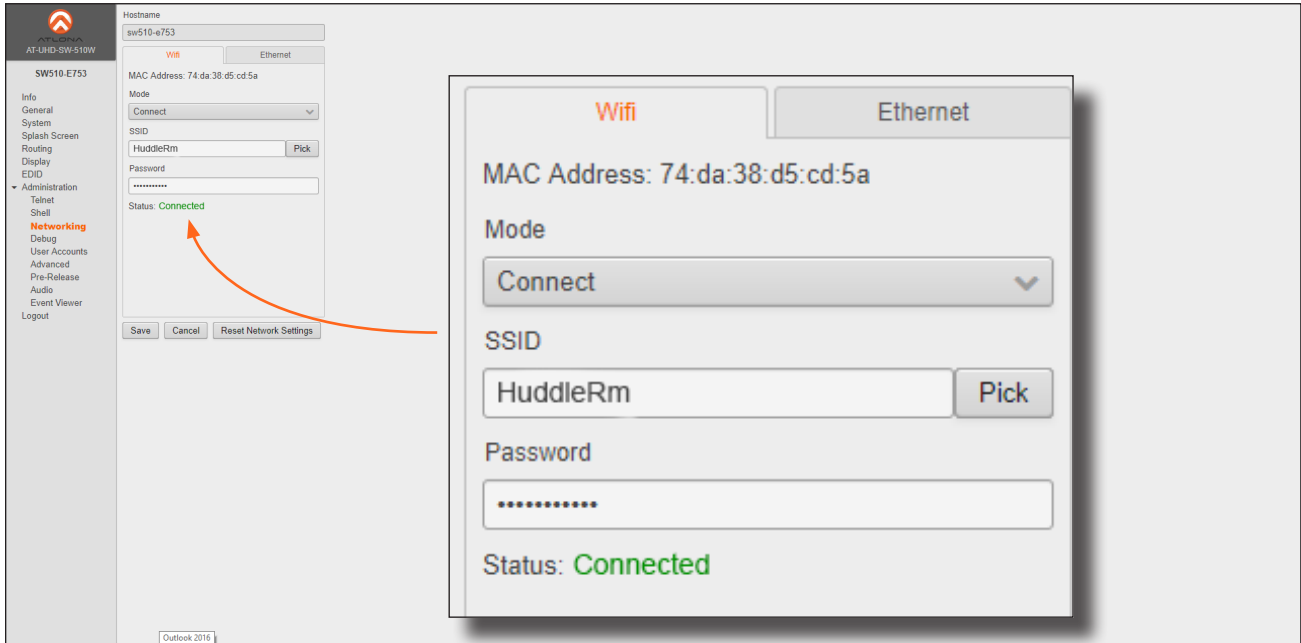 ATLONA
AT-UHD-SW-510W
SW510-E753
Info
General
System
Splash Screen
Routing
Display
EDID
Administration
Telnet
Shell
Networking
Debug
User Accounts
Advanced
Pre-Release
Audio
Event Viewer
Logout
Hostname
sw510-e753
Wifi Ethernet
MAC Address: 74:da:38:d5:cd:5a
Mode
Connect
SSID
HuddleRm Pick
Password
•••••••••••
Status: Connected
Save Cancel Reset Network Settings
Wifi Ethernet
MAC Address: 74:da:38:d5:cd:5a
Mode
Connect
SSID
HuddleRm Pick
Password
•••••••••••
Status: Connected
Outlook 2016